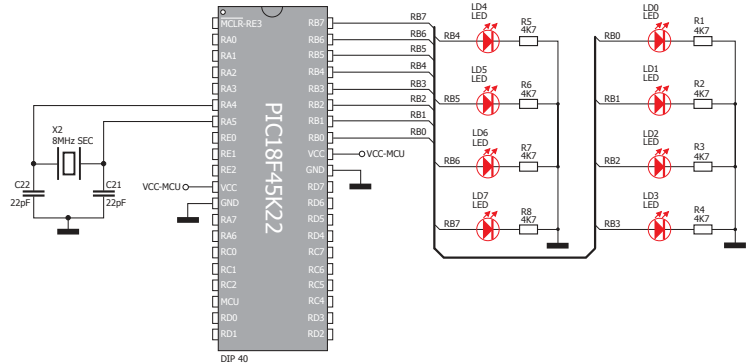 MCLR-RE3
RA0
RA1
RA2
RA3
RA4
RA5
RE0
RE1
RE2
VCC
GND
RA7
RA6
RC0
RC1
RC2
MCU
RD0
RD1
RB7
RB6
RB5
RB4
RB3
RB2
RB1
RB0
VCC
GND
RD7
RD6
RD5
RD4
RC7
RC6
RC5
RC4
RD3
RD2
PIC18F45K22
DIP 40
X2
8MHz SEC
C22
22pF
C21
22pF
VCC-MCU
VCC-MCU
RB7
RB6
RB5
RB4
RB3
RB2
RB1
RB0
LD4
LED
R5
4K7
RB4
LD5
LED
R6
4K7
RB5
LD6
LED
R7
4K7
RB6
LD7
LED
R8
4K7
RB7
LD0
LED
R1
4K7
RB0
LD1
LED
R2
4K7
RB1
LD2
LED
R3
4K7
RB2
LD3
LED
R4
4K7
RB3